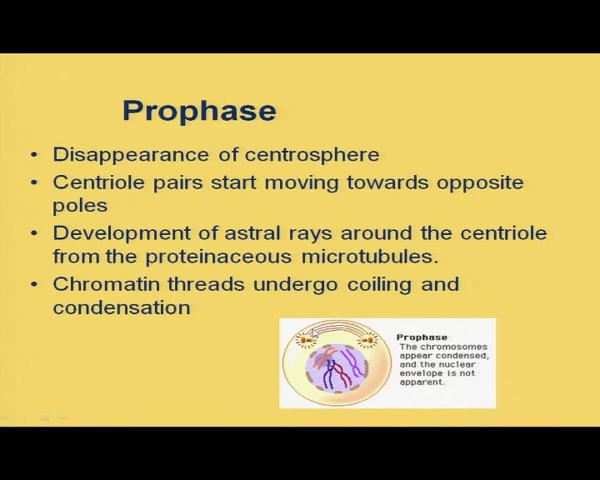 Prophase
• Disappearance of centrosphere
• Centriole pairs start moving towards opposite
poles
• Development of astral rays around the centriole
from the proteinaceous microtubules.
• Chromatin threads undergo coiling and
condensation
Prophase
The chromosomes
appear condensed,
and the nuclear
envelope is not
apparent.